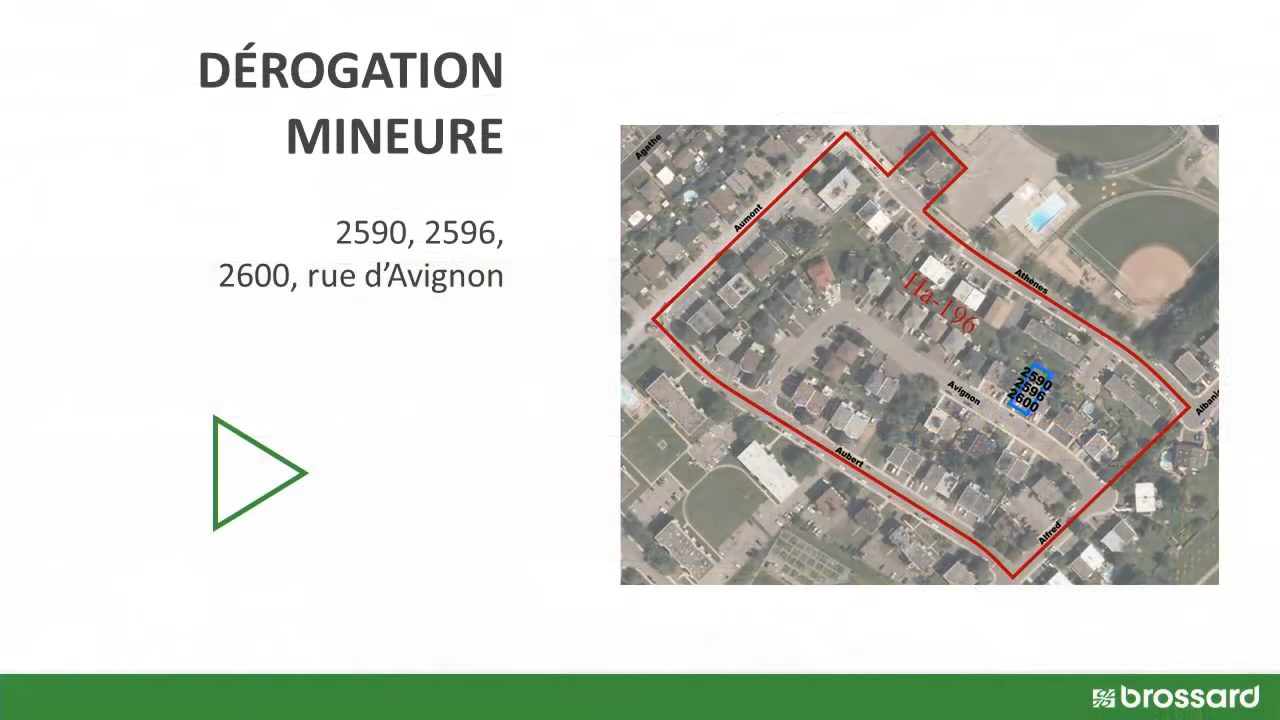 DÉROGATION
MINEURE
2590, 2596,
2600, rue d’Avignon
Agathe
Aumont
Athènes
Ha-196
2590
2596
2600
Avignon
Albani
Aubert
Alfred
brossard